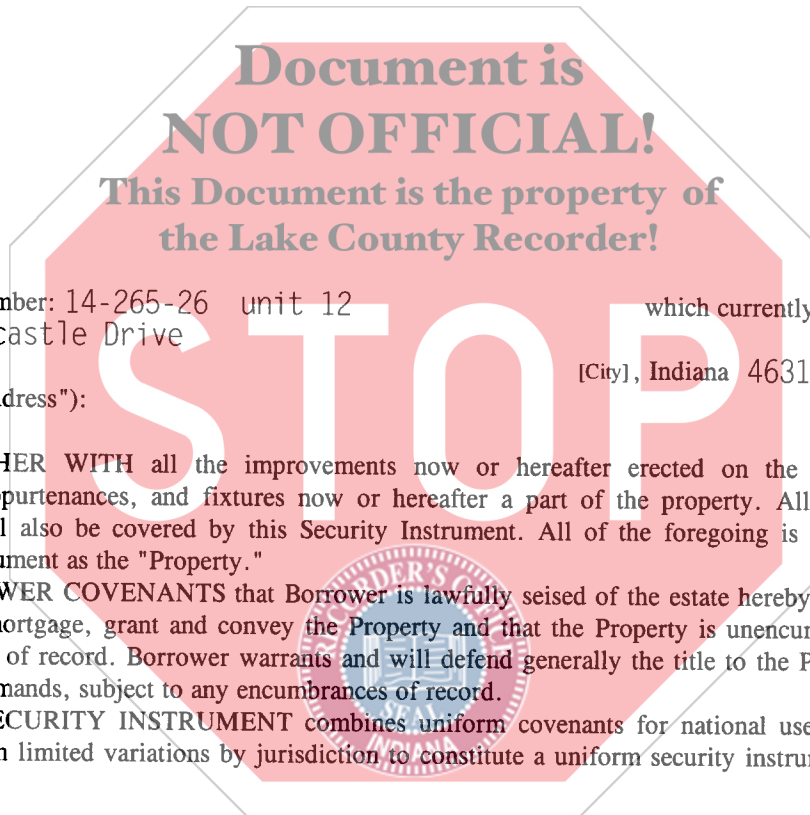 Document is
NOT OFFICIAL!
This Document is the property of
the Lake County Recorder!
mber: 14-265-26 unit 12 which currently
castle Drive
[City], Indiana 4631
dress"):
STOP
HER WITH all the improvements now or hereafter erected on the
ppurtenances, and fixtures now or hereafter a part of the property. All
l also be covered by this Security Instrument. All of the foregoing is
ument as the "Property."
WER COVENANTS that Borrower is lawfully seised of the estate hereby
mortgage, grant and convey the Property and that the Property is unencu
of record. Borrower warrants and will defend generally the title to the P
mands, subject to any encumbrances of record.
ECURITY INSTRUMENT combines uniform covenants for national use
h limited variations by jurisdiction to constitute a uniform security instru
RECORDER'S OFFICE
SEAL
INDIANA